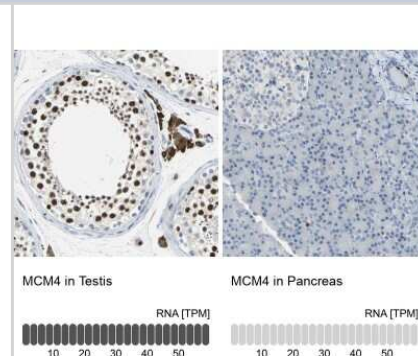 MCM4 in Testis
MCM4 in Pancreas
RNA [TPM]
RNA [TPM]
10 20 30 40 50
10 20 30 40 50